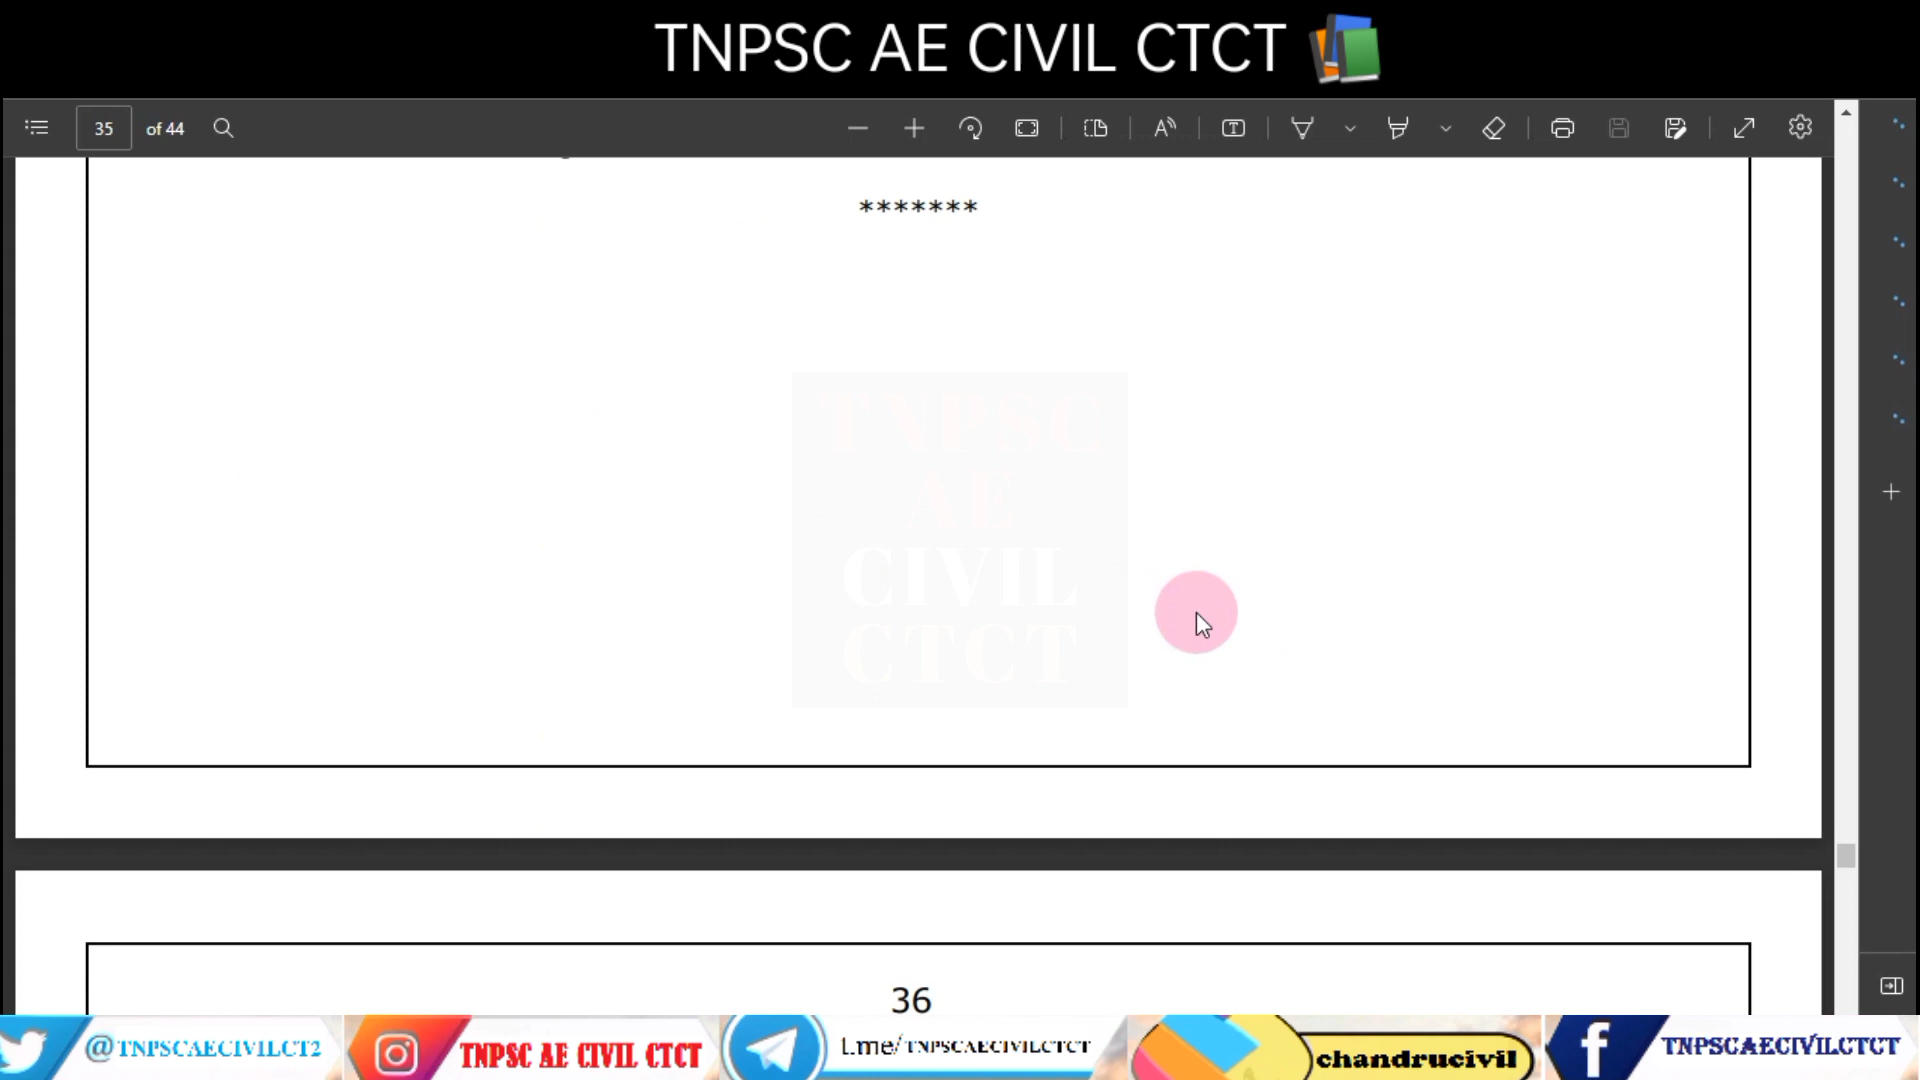 TNPSC AE CIVIL CTCT
35 of 44
*******
TNPSC
AE
CIVIL
CTCT
36
@TNPSCAECIVILCT2
TNPSC AE CIVIL CTCT
t.me/TNPSCAECIVILCTCT
chandrucivil
TNPSCAECIVILCTCT